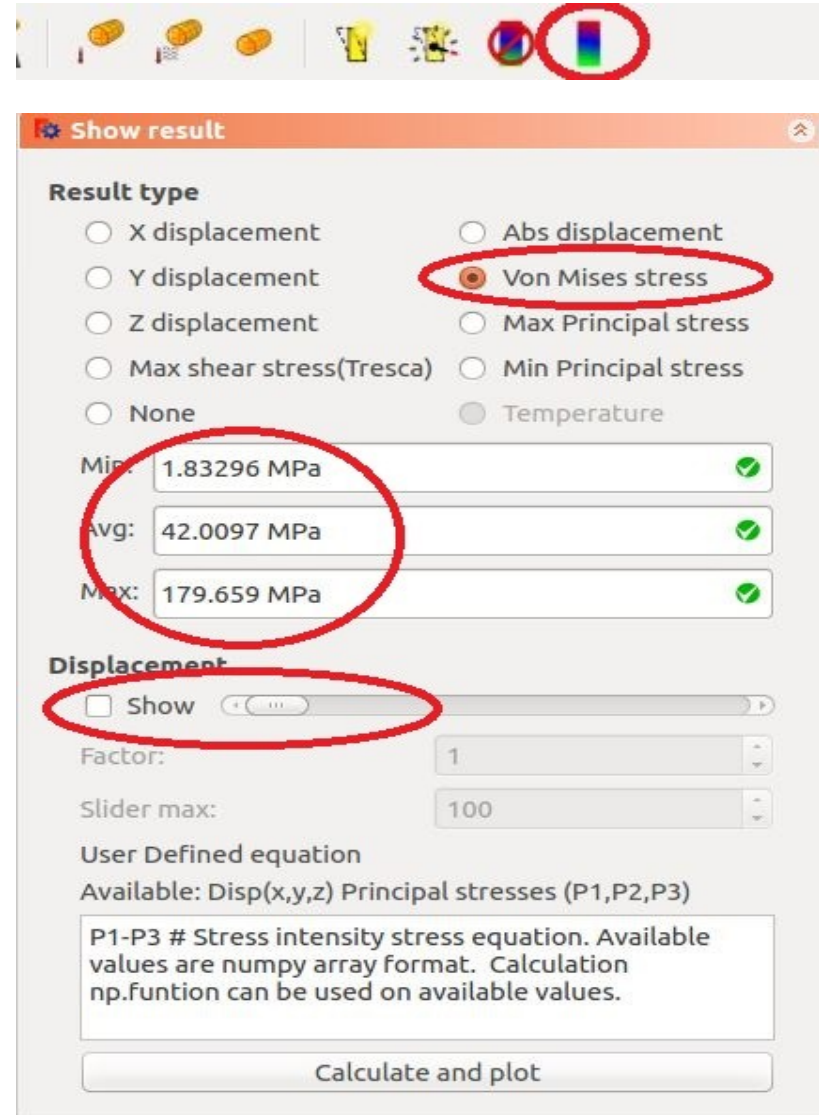 Show result
Result type
X displacement
Abs displacement
Y displacement
Von Mises stress
Z displacement
Max Principal stress
Max shear stress(Tresca)
Min Principal stress
None
Temperature
Min: 1.83296 MPa
Avg: 42.0097 MPa
Max: 179.659 MPa
Displacement
Show
Factor: 1
Slider max: 100
User Defined equation
Available: Disp(x,y,z) Principal stresses (P1,P2,P3)
P1-P3 # Stress intensity stress equation. Available
values are numpy array format.  Calculation
np.funtion can be used on available values.
Calculate and plot